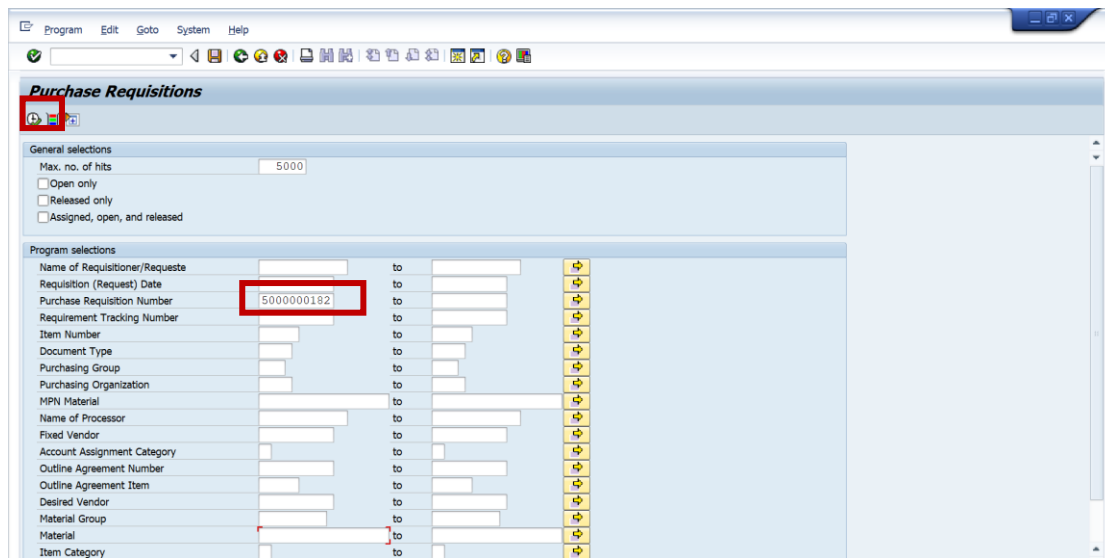 Program Edit Goto System Help
Purchase Requisitions
General selections
Max. no. of hits 5000
Open only
Released only
Assigned, open, and released
Program selections
Name of Requisitioner/Requeste to
Requisition (Request) Date to
Purchase Requisition Number 5000000182 to
Requirement Tracking Number to
Item Number to
Document Type to
Purchasing Group to
Purchasing Organization to
MPN Material to
Name of Processor to
Fixed Vendor to
Account Assignment Category to
Outline Agreement Number to
Outline Agreement Item to
Desired Vendor to
Material Group to
Material to
Item Category to